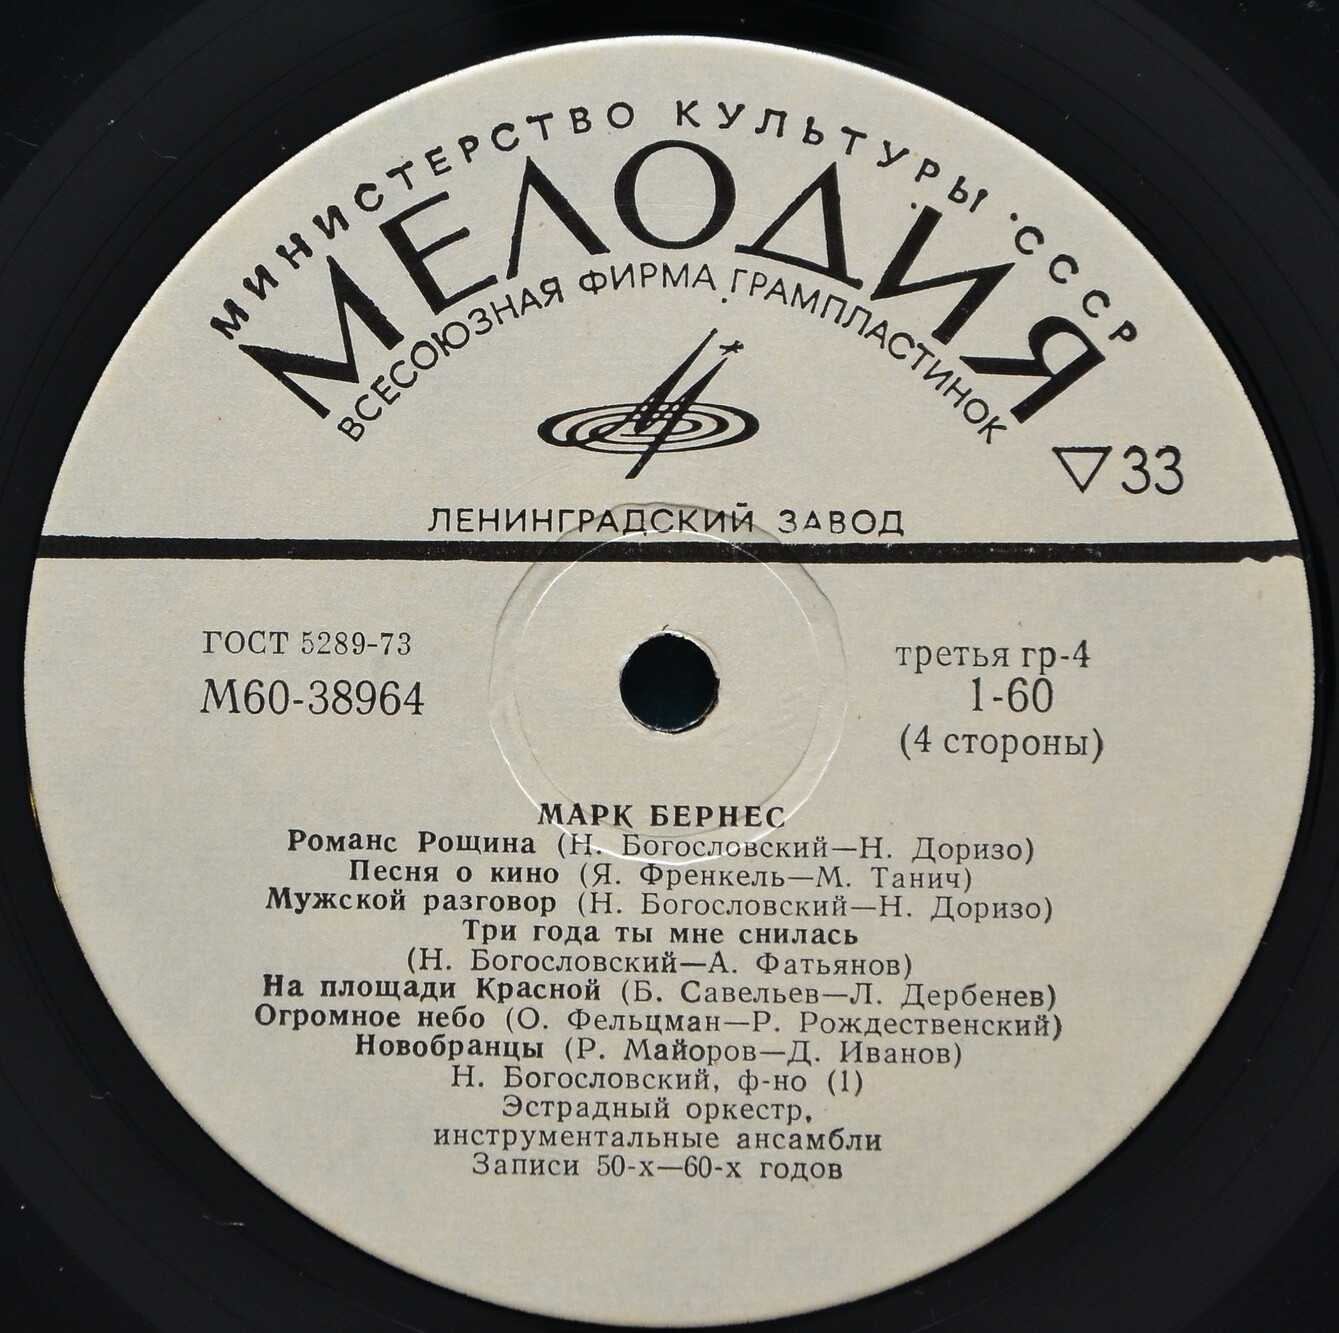 МИНИСТЕРСТВО КУЛЬТУРЫ СССР
МЕЛОДИЯ
ВСЕСОЮЗНАЯ ФИРМА ГРАМПЛАСТИНОК
33
ЛЕНИНГРАДСКИЙ ЗАВОД
ГОСТ 5289-73
М60-38964
третья гр-4
1-60
(4 стороны)
МАРК БЕРНЕС
Романс Рощина (Н. Богословский—Н. Доризо)
Песня о кино (Я. Френкель—М. Танич)
Мужской разговор (Н. Богословский—Н. Доризо)
Три года ты мне снилась
(Н. Богословский—А. Фатьянов)
На площади Красной (Б. Савельев—Л. Дербенев)
Огромное небо (О. Фельцман—Р. Рождественский)
Новобранцы (Р. Майоров—Д. Иванов)
Н. Богословский, ф-но (1)
Эстрадный оркестр,
инструментальные ансамбли
Записи 50-х—60-х годов